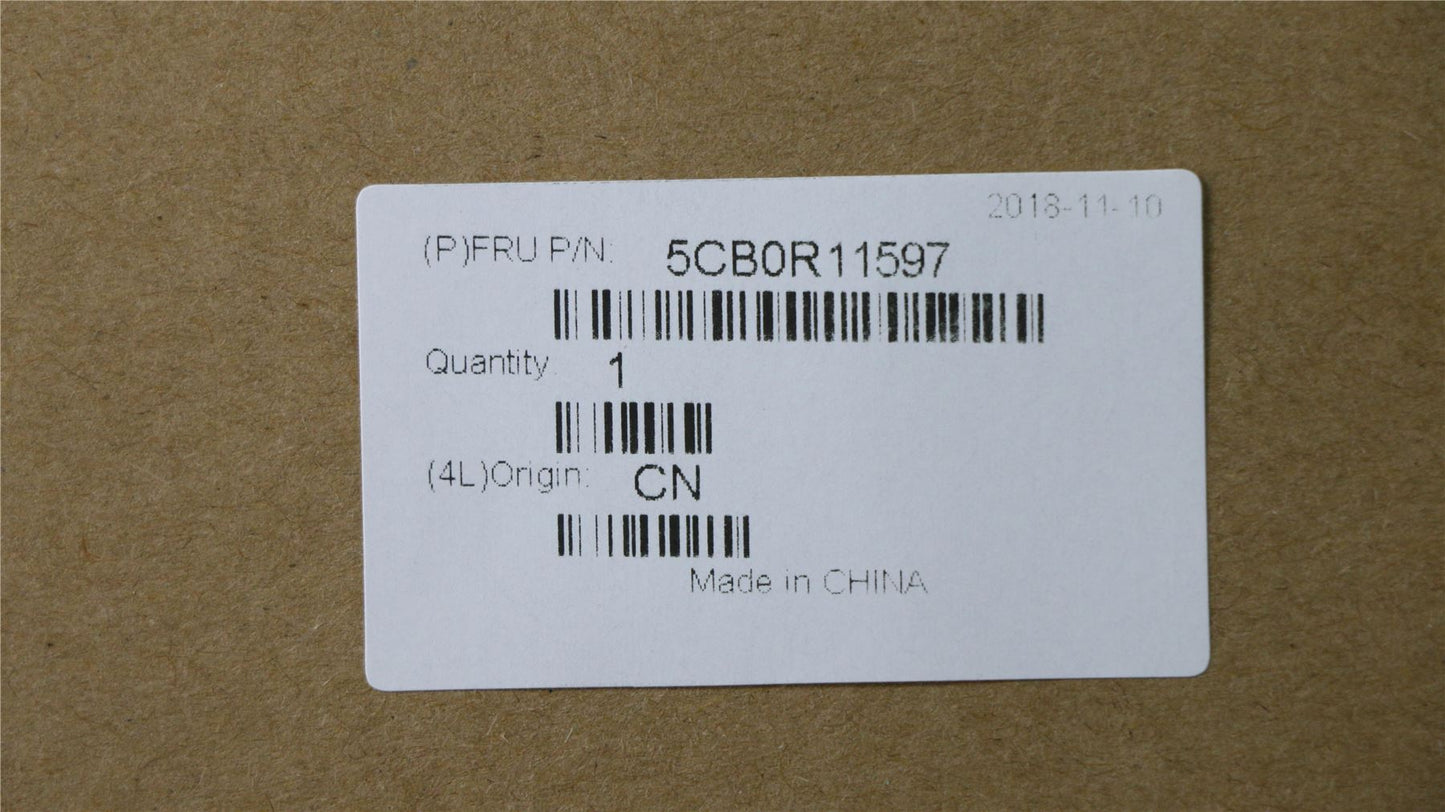 2018-11-10
(P)FRU P/N: 5CB0R11597
Quantity: 1
(4L)Origin: CN
Made in CHINA